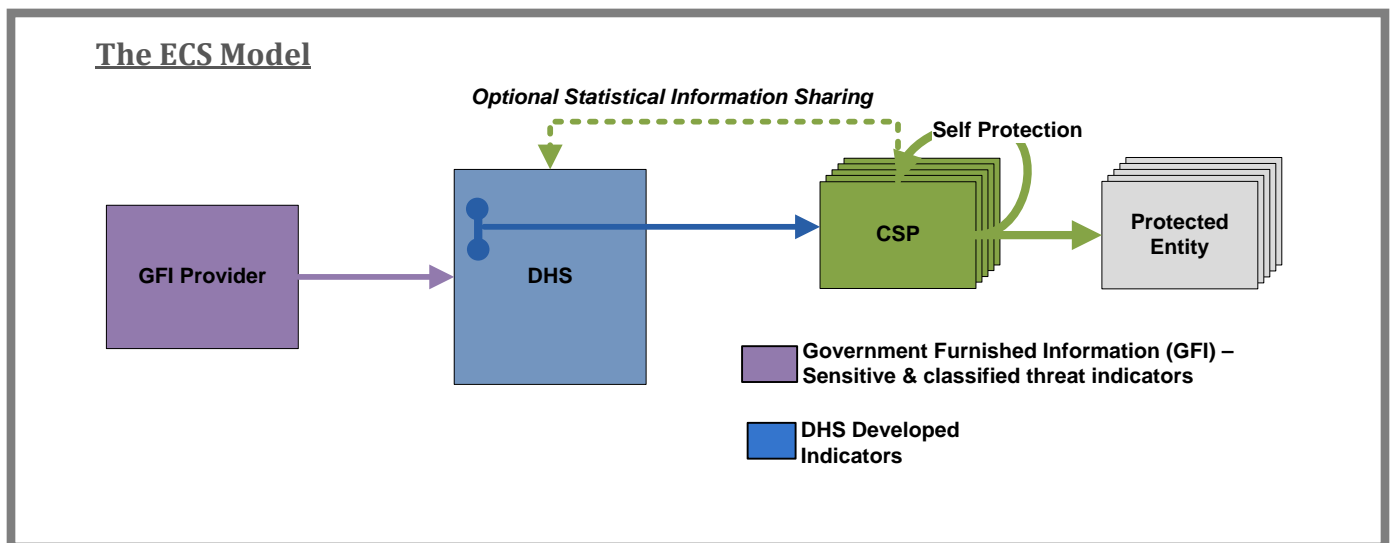 The ECS Model
Optional Statistical Information Sharing
Self Protection
GFI Provider
DHS
CSP
Protected
Entity
Government Furnished Information (GFI) –
Sensitive & classified threat indicators
DHS Developed
Indicators